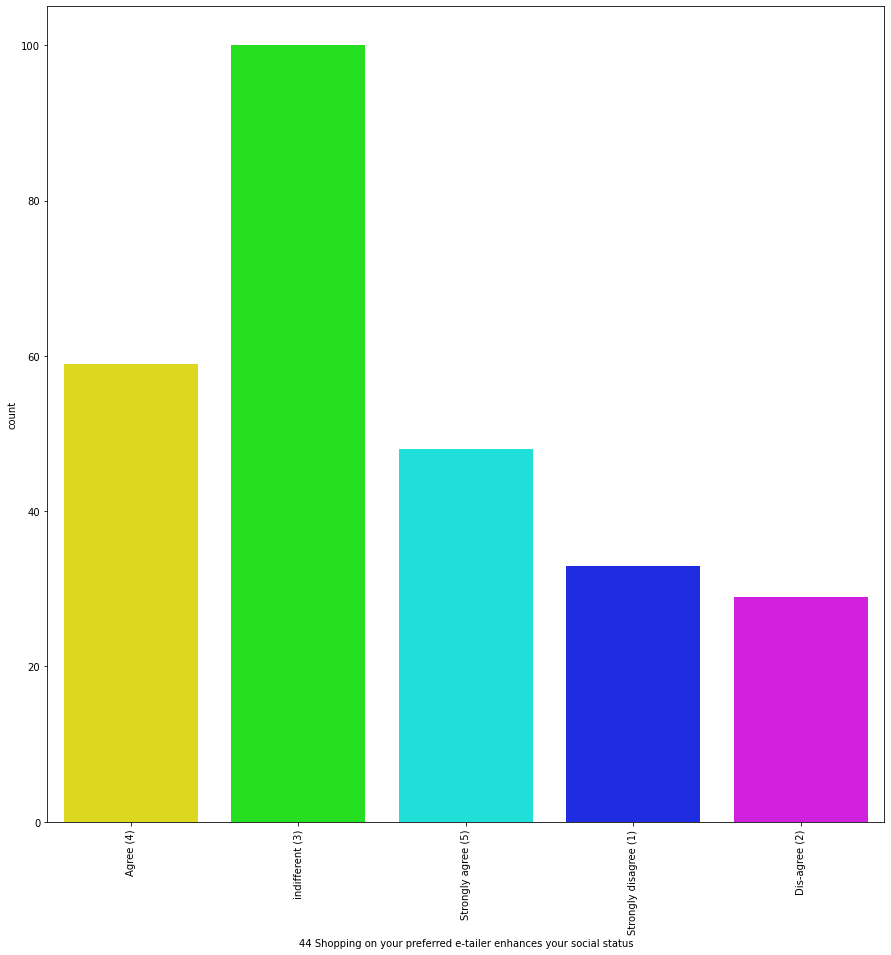 100
80
60
40
20
0
count
Agree (4)
indifferent (3)
Strongly agree (5)
Strongly disagree (1)
Dis-agree (2)
44 Shopping on your preferred e-tailer enhances your social status